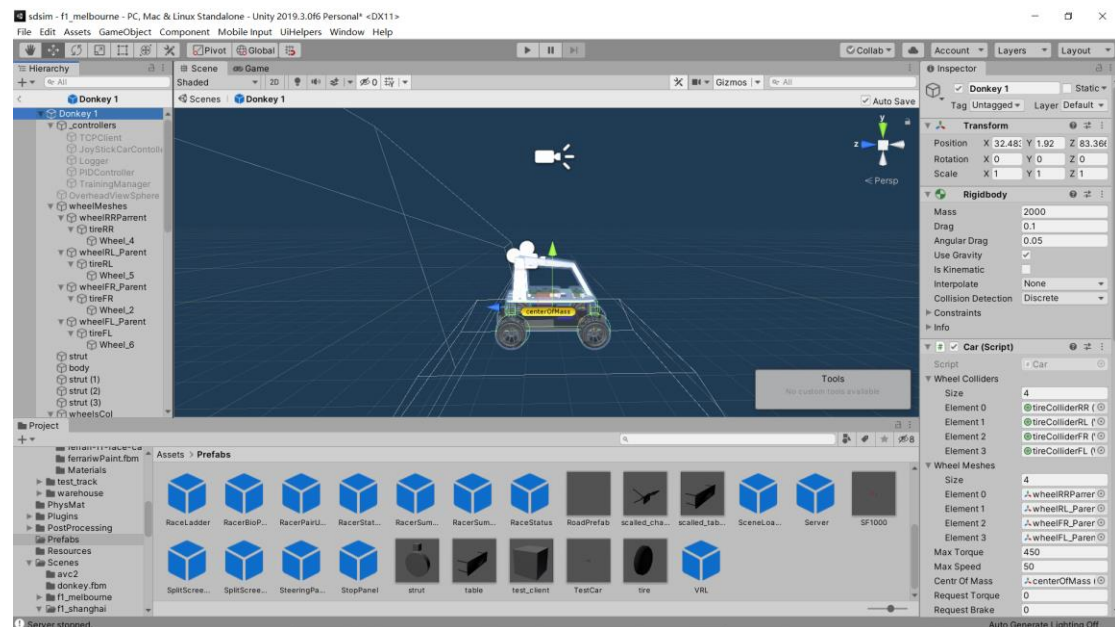 sdsim - f1_melbourne - PC, Mac & Linux Standalone - Unity 2019.3.0f6 Personal* <DX11>
File Edit Assets GameObject Component Mobile Input UiHelpers Window Help
Pivot Global Collab Account Layers Layout
Hierarchy
All
Donkey 1
Donkey 1
_controllers
TCPClient
JoyStickCarContolle
Logger
PIDController
TrainingManager
OverheadViewSphere
wheelMeshes
wheelRRParrent
tireRR
Wheel_4
wheelRL_Parent
tireRL
Wheel_5
wheelFR_Parent
tireFR
Wheel_2
wheelFL_Parent
tireFL
Wheel_6
strut
body
strut (1)
strut (2)
strut (3)
wheelsCol
Scene Game
Shaded 2D 0 Gizmos All
Scenes Donkey 1 Auto Save
y
z
< Persp
centerOfMass
Tools
No custom tools available
Inspector
Donkey 1 Static
Tag Untagged Layer Default
Transform
Position X 32.483 Y 1.92 Z 83.366
Rotation X 0 Y 0 Z 0
Scale X 1 Y 1 Z 1
Rigidbody
Mass 2000
Drag 0.1
Angular Drag 0.05
Use Gravity
Is Kinematic
Interpolate None
Collision Detection Discrete
Constraints
Info
# Car (Script)
Script Car
Wheel Colliders
Size 4
Element 0 tireColliderRR (
Element 1 tireColliderRL (
Element 2 tireColliderFR (
Element 3 tireColliderFL (
Wheel Meshes
Size 4
Element 0 wheelRRParrer
Element 1 wheelRL_Parer
Element 2 wheelFR_Parer
Element 3 wheelFL_Paren
Max Torque 450
Max Speed 50
Centr Of Mass centerOfMass
Request Torque 0
Request Brake 0
Project
8
ferrariwPaint.fbm
Materials
test_track
warehouse
PhysMat
Plugins
PostProcessing
Prefabs
Resources
Scenes
avc2
donkey.fbm
f1_melbourne
f1_shanghai
Assets > Prefabs
RaceLadder RacerBioP... RacerPairU... RacerStat... RacerSum... RacerSum... RaceStatus RoadPrefab scalled_cha... scalled_tab... SceneLoa... Server SF1000
SplitScree... SplitScree... SteeringPa... StopPanel strut table test_client TestCar tire VRL
Server stopped Auto Generate Lighting Off